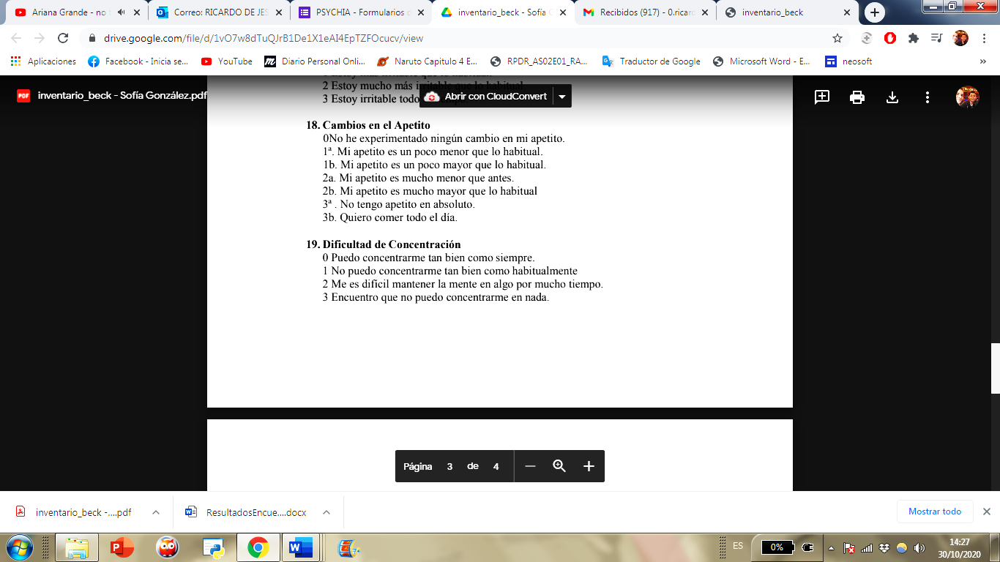 Ariana Grande - no t
Correo: RICARDO DE JES
PSYCHIA - Formularios d
inventario_beck - Sofía G
Recibidos (917) - 0.ricard
inventario_beck
drive.google.com/file/d/1vO7w8dTuQJrB1De1X1eAI4EpTZFOcucv/view
Aplicaciones
Facebook - Inicia se...
YouTube
Diario Personal Onli...
Naruto Capitulo 4 E...
RPDR_AS02E01_RA...
Traductor de Google
Microsoft Word - E...
neosoft
»
2 Estoy mucho más irritable que lo habitual.
PDF inventario_beck - Sofía González.pdf
Abrir con CloudConvert
3 Estoy irritable todo
18. Cambios en el Apetito
0No he experimentado ningún cambio en mi apetito.
1ª. Mi apetito es un poco menor que lo habitual.
1b. Mi apetito es un poco mayor que lo habitual.
2a. Mi apetito es mucho menor que antes.
2b. Mi apetito es mucho mayor que lo habitual
3ª . No tengo apetito en absoluto.
3b. Quiero comer todo el día.
19. Dificultad de Concentración
0 Puedo concentrarme tan bien como siempre.
1 No puedo concentrarme tan bien como habitualmente
2 Me es difícil mantener la mente en algo por mucho tiempo.
3 Encuentro que no puedo concentrarme en nada.
Página 3 de 4
inventario_beck -....pdf
ResultadosEncue....docx
Mostrar todo
ES
0%
14:27
30/10/2020